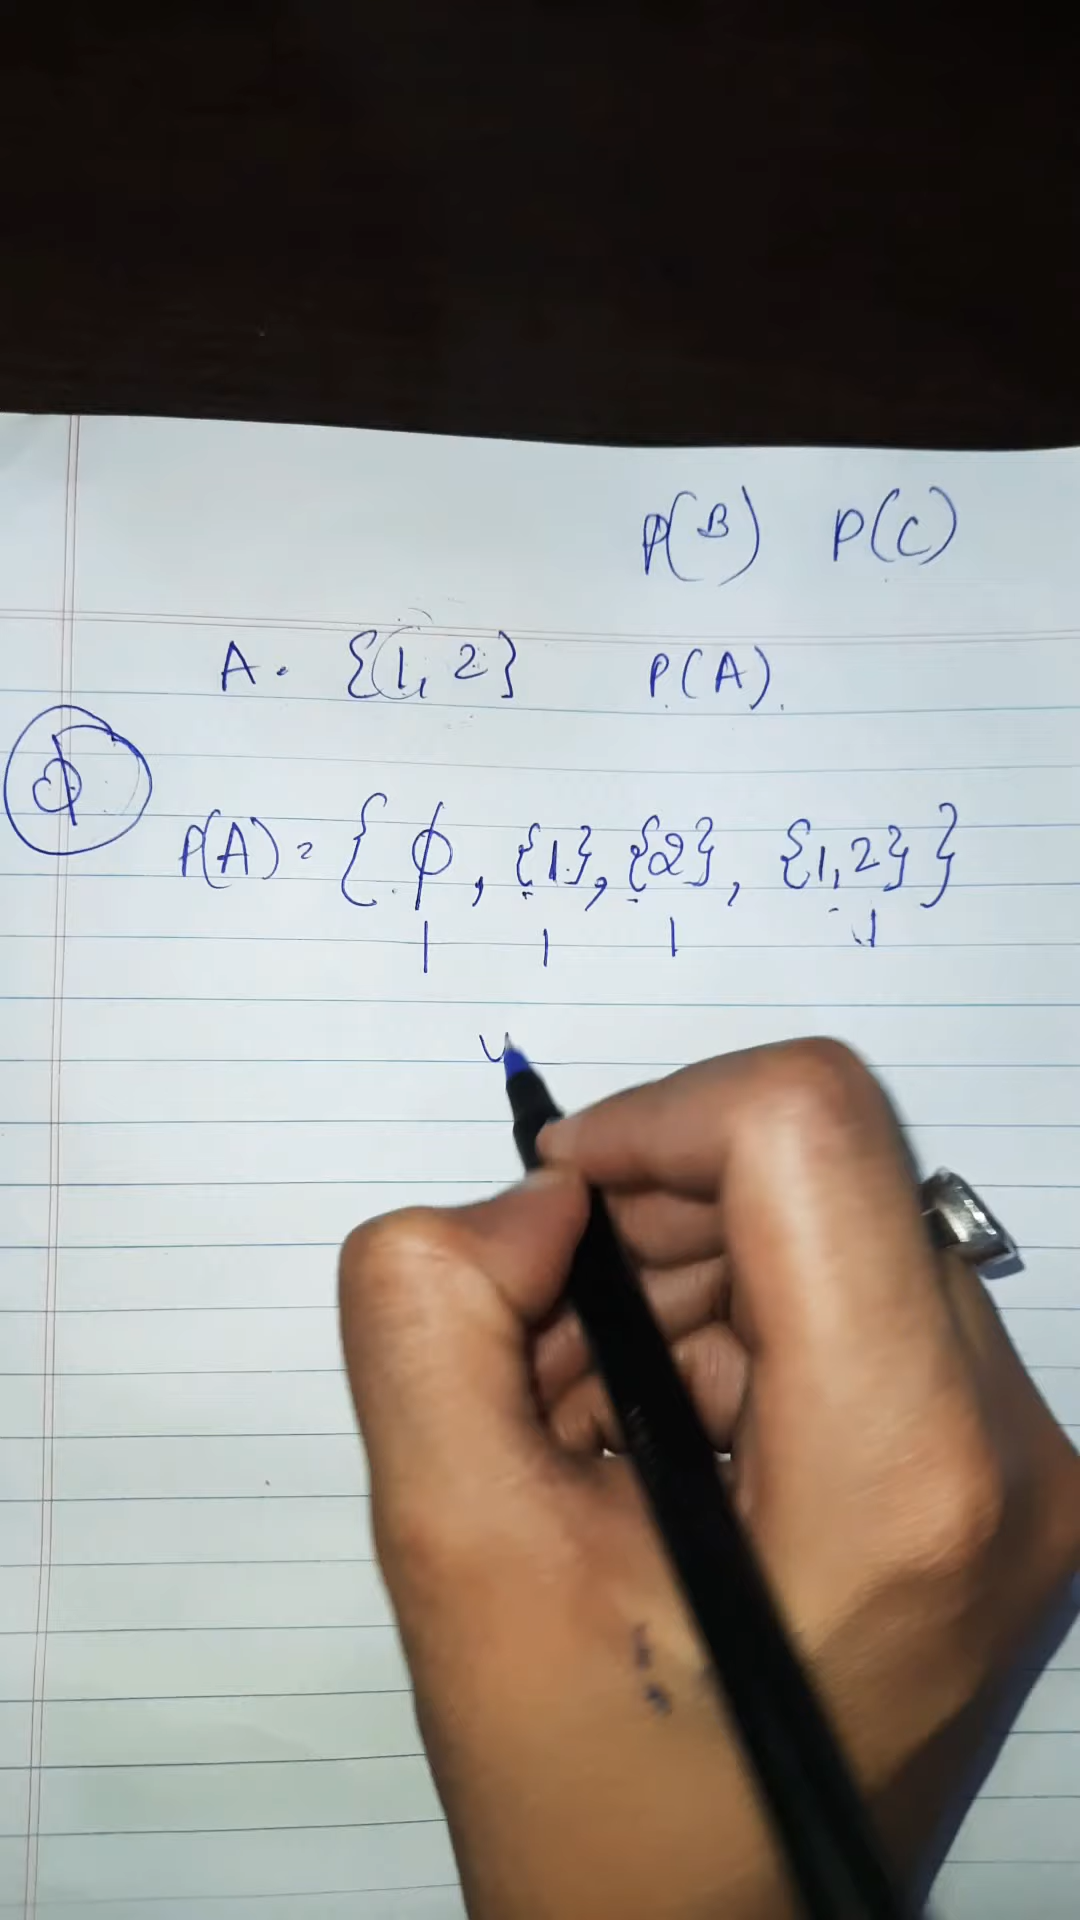 P(B) P(C)
A = {1, 2} P(A)
ϕ
P(A) = { ϕ, {1}, {2}, {1,2} }
| | | |